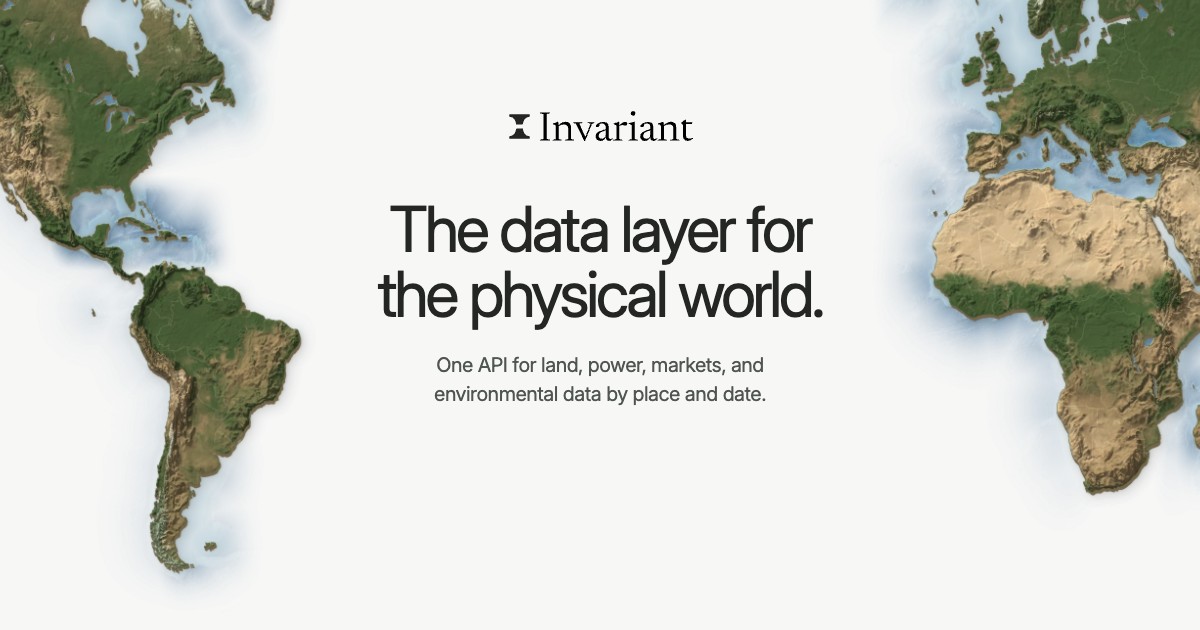 Invariant
The data layer for
the physical world.
One API for land, power, markets, and
environmental data by place and date.